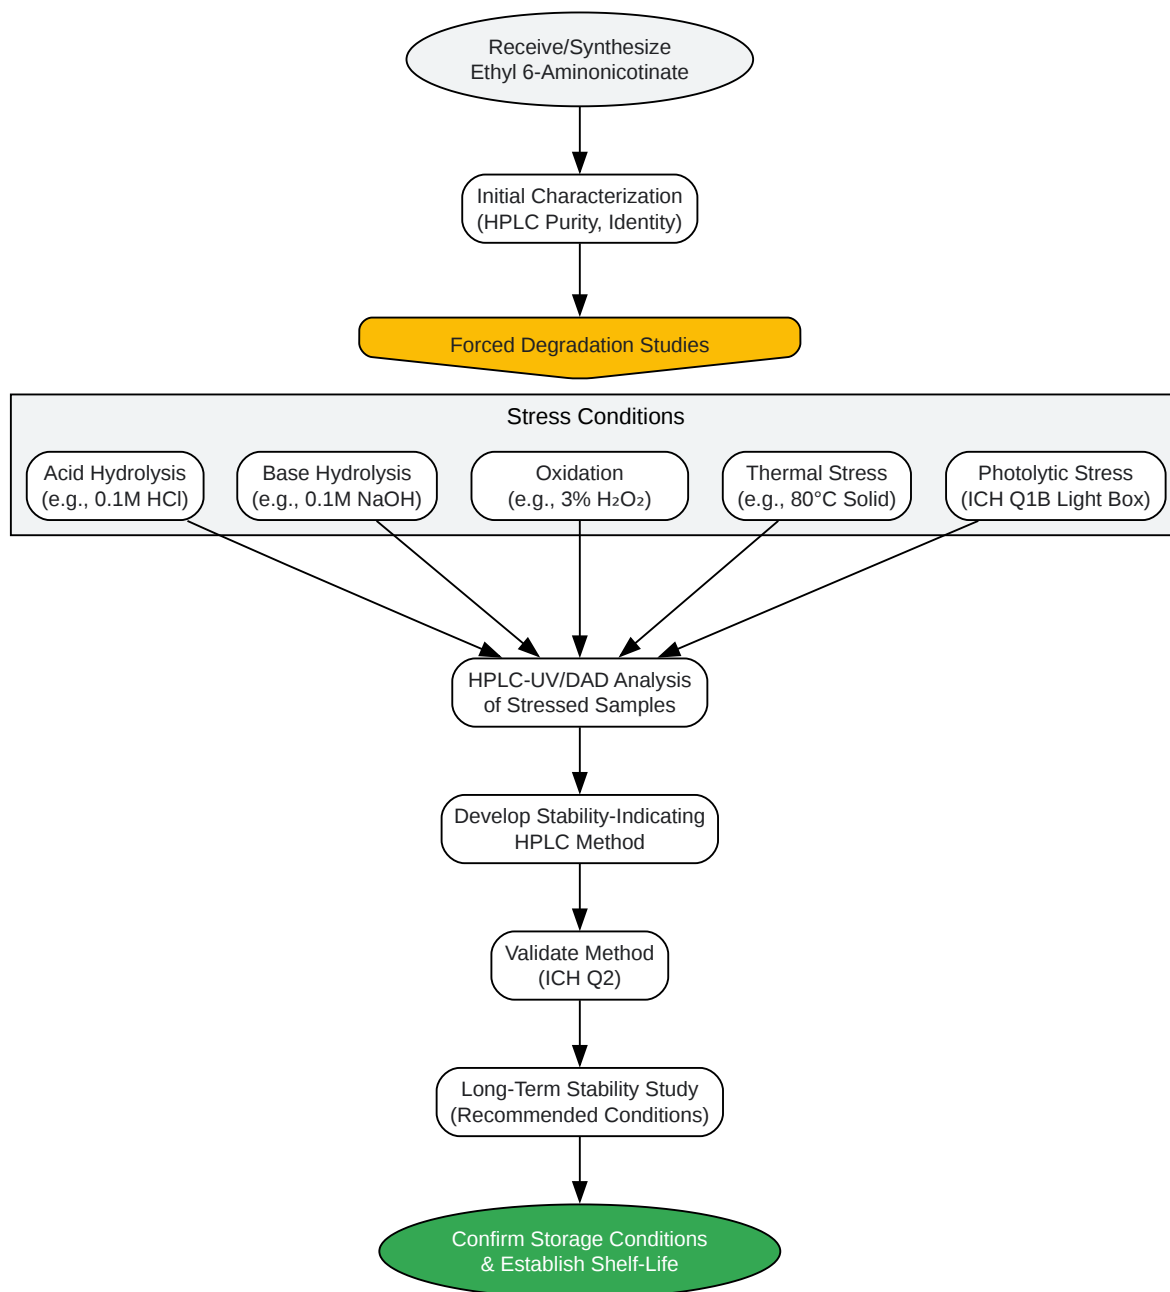 Receive/Synthesize
Ethyl 6-Aminonicotinate
Initial Characterization
(HPLC Purity, Identity)
Forced Degradation Studies
Stress Conditions
Acid Hydrolysis
(e.g., 0.1M HCl)
Base Hydrolysis
(e.g., 0.1M NaOH)
Oxidation
(e.g., 3% H₂O₂)
Thermal Stress
(e.g., 80°C Solid)
Photolytic Stress
(ICH Q1B Light Box)
HPLC-UV/DAD Analysis
of Stressed Samples
Develop Stability-Indicating
HPLC Method
Validate Method
(ICH Q2)
Long-Term Stability Study
(Recommended Conditions)
Confirm Storage Conditions
& Establish Shelf-Life